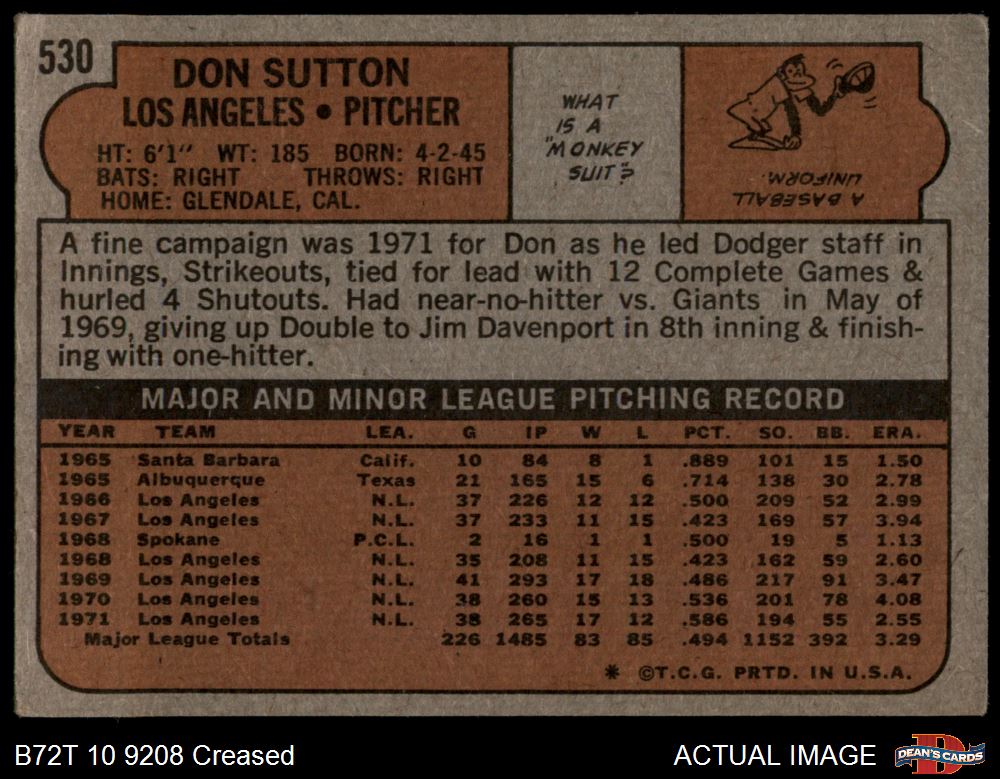 530
DON SUTTON
LOS ANGELES • PITCHER
HT: 6'1" WT: 185 BORN: 4-2-45
BATS: RIGHT THROWS: RIGHT
HOME: GLENDALE, CAL.
WHAT
IS A
"MONKEY
SUIT"?
A BASEBALL
UNIFORM.
A fine campaign was 1971 for Don as he led Dodger staff in
Innings, Strikeouts, tied for lead with 12 Complete Games &
hurled 4 Shutouts. Had near-no-hitter vs. Giants in May of
1969, giving up Double to Jim Davenport in 8th inning & finish-
ing with one-hitter.
MAJOR AND MINOR LEAGUE PITCHING RECORD
YEAR TEAM LEA. G IP W L PCT. SO. BB. ERA.
1965 Santa Barbara Calif. 10 84 8 1 .889 101 15 1.50
1965 Albuquerque Texas 21 165 15 6 .714 138 30 2.78
1966 Los Angeles N.L. 37 226 12 12 .500 209 52 2.99
1967 Los Angeles N.L. 37 233 11 15 .423 169 57 3.94
1968 Spokane P.C.L. 2 16 1 1 .500 19 5 1.13
1968 Los Angeles N.L. 35 208 11 15 .423 162 59 2.60
1969 Los Angeles N.L. 41 293 17 18 .486 217 91 3.47
1970 Los Angeles N.L. 38 260 15 13 .536 201 78 4.08
1971 Los Angeles N.L. 38 265 17 12 .586 194 55 2.55
Major League Totals 226 1485 83 85 .494 1152 392 3.29
* ©T.C.G. PRTD. IN U.S.A.
B72T 10 9208 Creased
ACTUAL IMAGE
D
DEAN'S CARDS